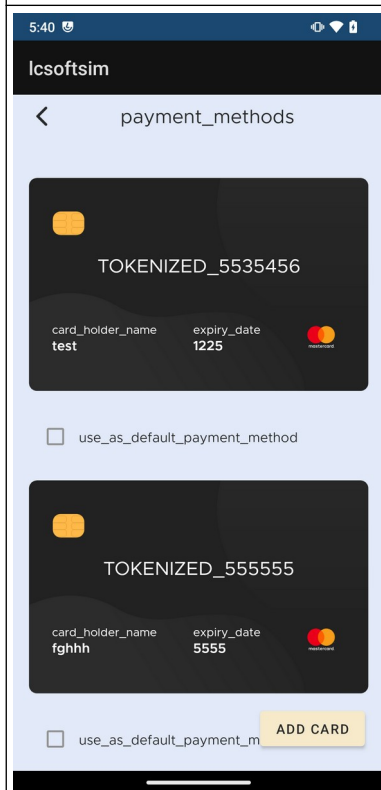 5:40
lcsoftsim
payment_methods
TOKENIZED_5535456
card_holder_name expiry_date
test 1225
mastercard
use_as_default_payment_method
TOKENIZED_555555
card_holder_name expiry_date
fghhh 5555
mastercard
use_as_default_payment_m
ADD CARD